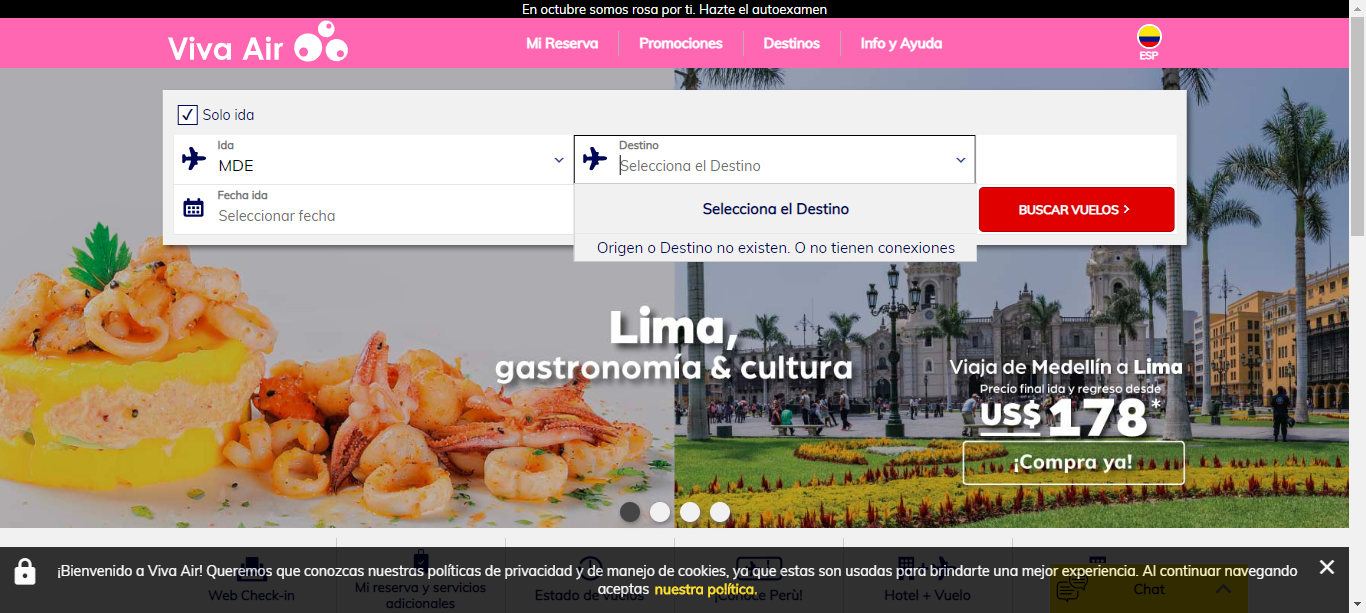 En octubre somos rosa por ti. Hazte el autoexamen
Viva Air
Mi Reserva
Promociones
Destinos
Info y Ayuda
ESP
Solo ida
Ida
MDE
Destino
Selecciona el Destino
Fecha ida
Seleccionar fecha
Selecciona el Destino
BUSCAR VUELOS >
Origen o Destino no existen. O no tienen conexiones
Lima,
gastronomía & cultura
Viaja de Medellín a Lima
Precio final ida y regreso desde
US$ 178*
¡Compra ya!
¡Bienvenido a Viva Air! Queremos que conozcas nuestras políticas de privacidad y de manejo de cookies, ya que estas son usadas para brindarte una mejor experiencia. Al continuar navegando
aceptas nuestra política.
Web Check-in
Mi reserva y servicios
adicionales
Estado de vuelos
¡Conoce Perù!
Hotel + Vuelo
Chat